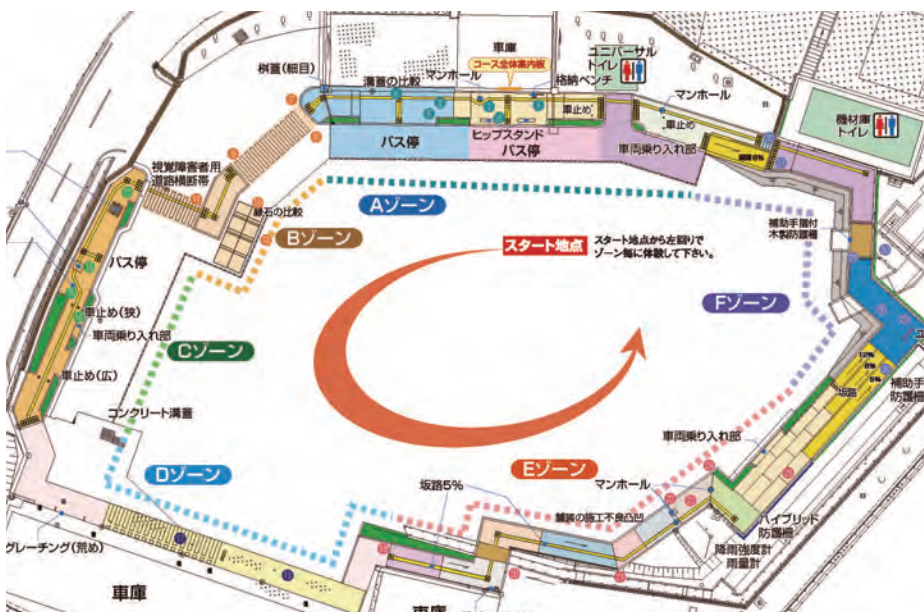 車庫
ユニバーサル
トイレ
桝蓋(細目)
溝蓋の比較
マンホール
コース全体案内板
格納ベンチ
車止め
マンホール
車止め
機材庫
トイレ
バス停
ヒップスタンド
バス停
車両乗り入れ部
視覚障害者用
道路横断帯
縁石の比較
Aゾーン
Bゾーン
スタート地点
スタート地点から左回りで
ゾーン毎に体験して下さい。
補助手摺付
木製防護柵
バス停
Fゾーン
車止め(狭)
車両乗り入れ部
Cゾーン
車止め(広)
12%
8%
5%
坂路
補助手
防護柵
コンクリート溝蓋
車両乗り入れ部
Dゾーン
Eゾーン
坂路5%
マンホール
舗装の施工不良凸凹
ハイブリッド
防護柵
グレーチング(荒め)
降雨強度計
雨量計
車庫
車庫